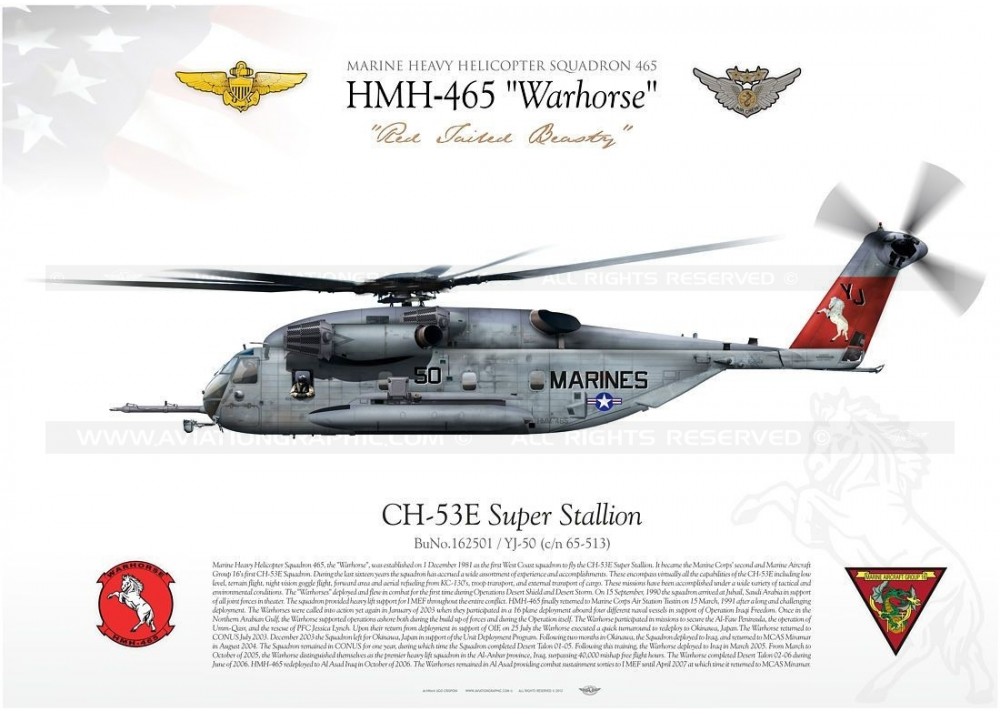 MARINE HEAVY HELICOPTER SQUADRON 465
HMH-465 "Warhorse"
"Red Tailed Beasty"
ALL RIGHTS RESERVED ©
YJ
50
MARINES
WWW.AVIATIONGRAPHIC.COM © ALL RIGHTS RESERVED ©
CH-53E Super Stallion
BuNo.162501 / YJ-50 (c/n 65-513)
WARHORSE
HMH-465
MARINE AIRCRAFT GROUP 16
Marine Heavy Helicopter Squadron 465, the "Warhorse", was established on 1 December 1981 as the first West Coast squadron to fly the CH-53E Super Stallion. It became the Marine Corps' second and Marine Aircraft
Group 16's first CH-53E Squadron. During the last sixteen years the squadron has accrued a wide assortment of experience and accomplishments. These encompass virtually all the capabilities of the CH-53E including low
level, terrain flight, night vision goggle flight, forward area and aerial refueling from KC-130's, troop transport, and external transport of cargo. These missions have been accomplished under a wide variety of tactical and
environmental conditions. The "Warhorses" deployed and flew in combat for the first time during Operations Desert Shield and Desert Storm. On 15 September, 1990 the squadron arrived at Jubail, Saudi Arabia in support
of all joint forces in theater. The squadron provided heavy lift support for I MEF throughout the entire conflict. HMH-465 finally returned to Marine Corps Air Station Tustin on 15 March, 1991 after a long and challenging
deployment. The Warhorses were called into action yet again in January of 2003 when they participated in a 16 plane deployment aboard four different naval vessels in support of Operation Iraqi Freedom. Once in the
Northern Arabian Gulf, the Warhorse supported operations ashore both during the build up of forces and during the Operation itself. The Warhorse participated in missions to secure the Al-Faw Peninsula, the operation of
Umm-Qasr, and the rescue of PFC Jessica Lynch. Upon their return from deployment in support of OIF, on 25 July the Warhorse executed a quick turnaround to redeploy to Okinawa, Japan. The Warhorse returned to
CONUS July 2003. December 2003 the Squadron left for Okinawa, Japan in support of the Unit Deployment Program. Following two months in Okinawa, the Squadron deployed to Iraq, and returned to MCAS Miramar
in August 2004. The Squadron remained in CONUS for one year, during which time the Squadron completed Desert Talon 01-05. Following this training, the Warhorse deployed to Iraq in March 2005. From March to
October of 2005, the Warhorse distinguished themselves as the premier heavy lift squadron in the Al-Anbar province, Iraq, surpassing 40,000 mishap free flight hours. The Warhorse completed Desert Talon 02-06 during
June of 2006. HMH-465 redeployed to Al Asad Iraq in October of 2006. The Warhorses remained in Al Asad providing combat sustainment sorties to I MEF until April 2007 at which time it returned to MCAS Miramar.
WWW.AVIATIONGRAPHIC.COM © ALL RIGHTS RESERVED